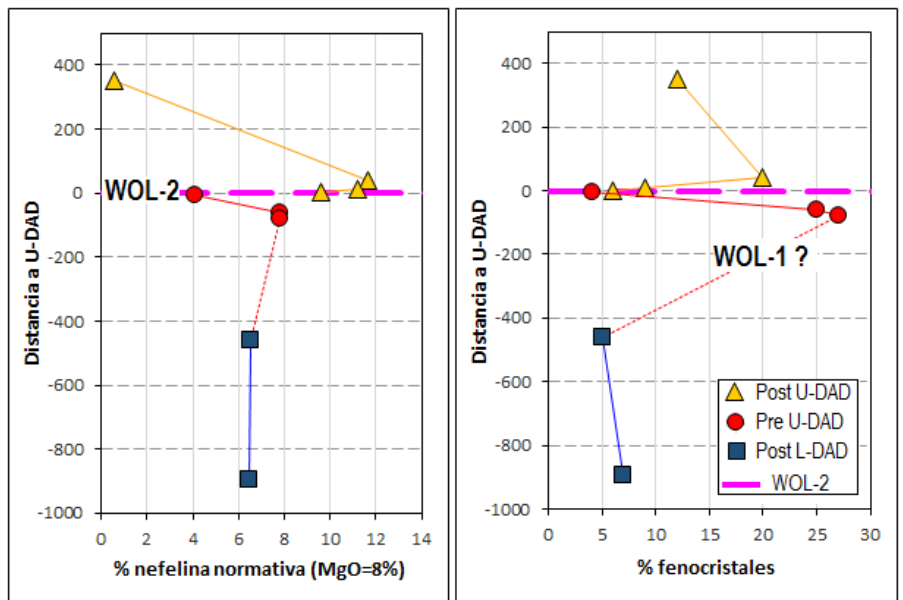 Distancia a U-DAD
400
200
0
-200
-400
-600
-800
-1000
WOL-2
0 2 4 6 8 10 12 14
% nefelina normativa (MgO=8%)
Distancia a U-DAD
400
200
0
-200
-400
-600
-800
-1000
WOL-1 ?
Post U-DAD
Pre U-DAD
Post L-DAD
WOL-2
0 5 10 15 20 25 30
% fenocristales